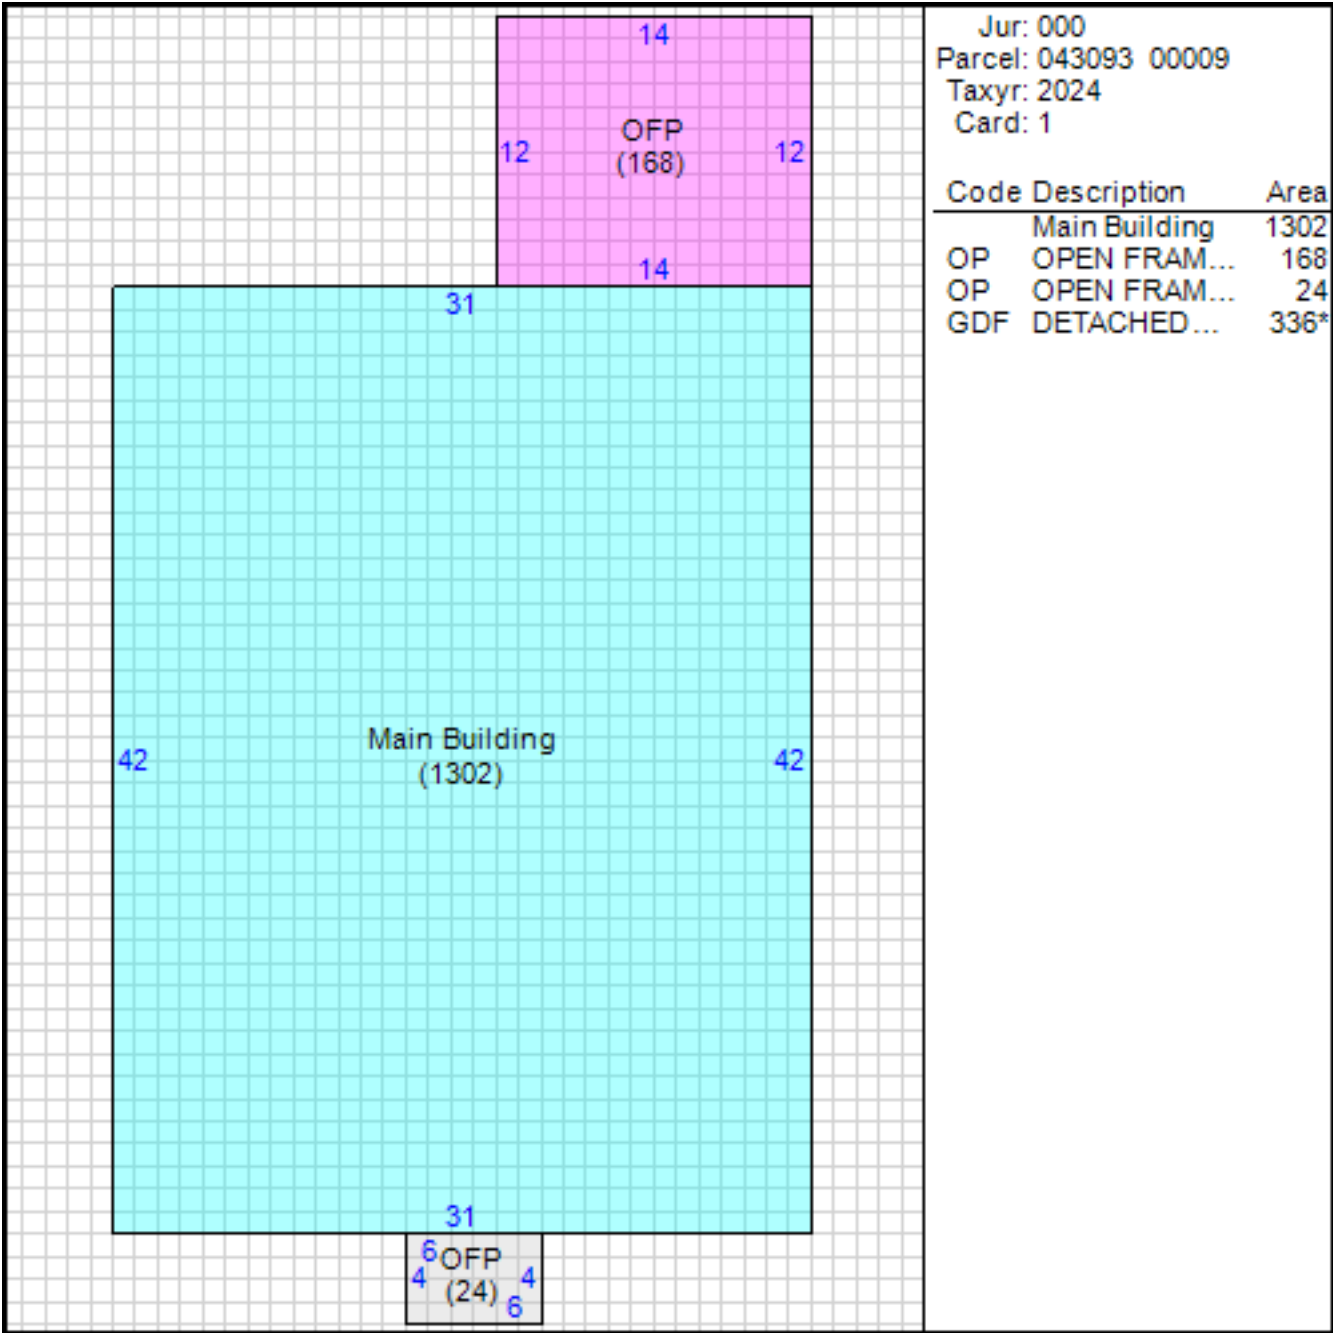 14
OFP
(168)
12
12
14
31
42
Main Building
(1302)
42
31
6
OFP
4
4
(24)
6
Jur: 000
Parcel: 043093 00009
Taxyr: 2024
Card: 1
Code Description Area
Main Building 1302
OP OPEN FRAM... 168
OP OPEN FRAM... 24
GDF DETACHED... 336*